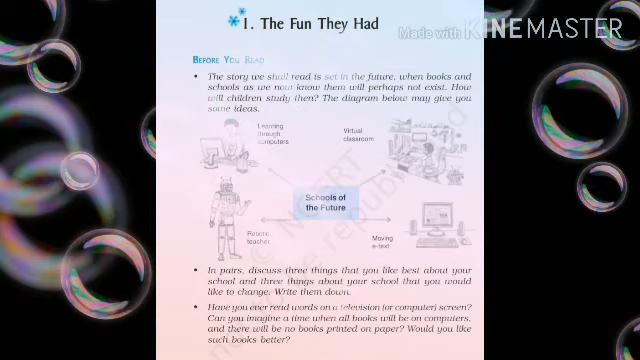 1. The Fun They Had
Made with KINEMASTER
BEFORE YOU READ
• The story we shall read is set in the future, when books and
schools as we now know them will perhaps not exist. How
will children study then? The diagram below may give you
some ideas.
Learning
through
computers
Virtual
classroom
Schools of
the Future
Robotic
teacher
Moving
e-text
• In pairs, discuss three things that you like best about your
school and three things about your school that you would
like to change. Write them down.
• Have you ever read words on a television (or computer) screen?
Can you imagine a time when all books will be on computers,
and there will be no books printed on paper? Would you like
such books better?